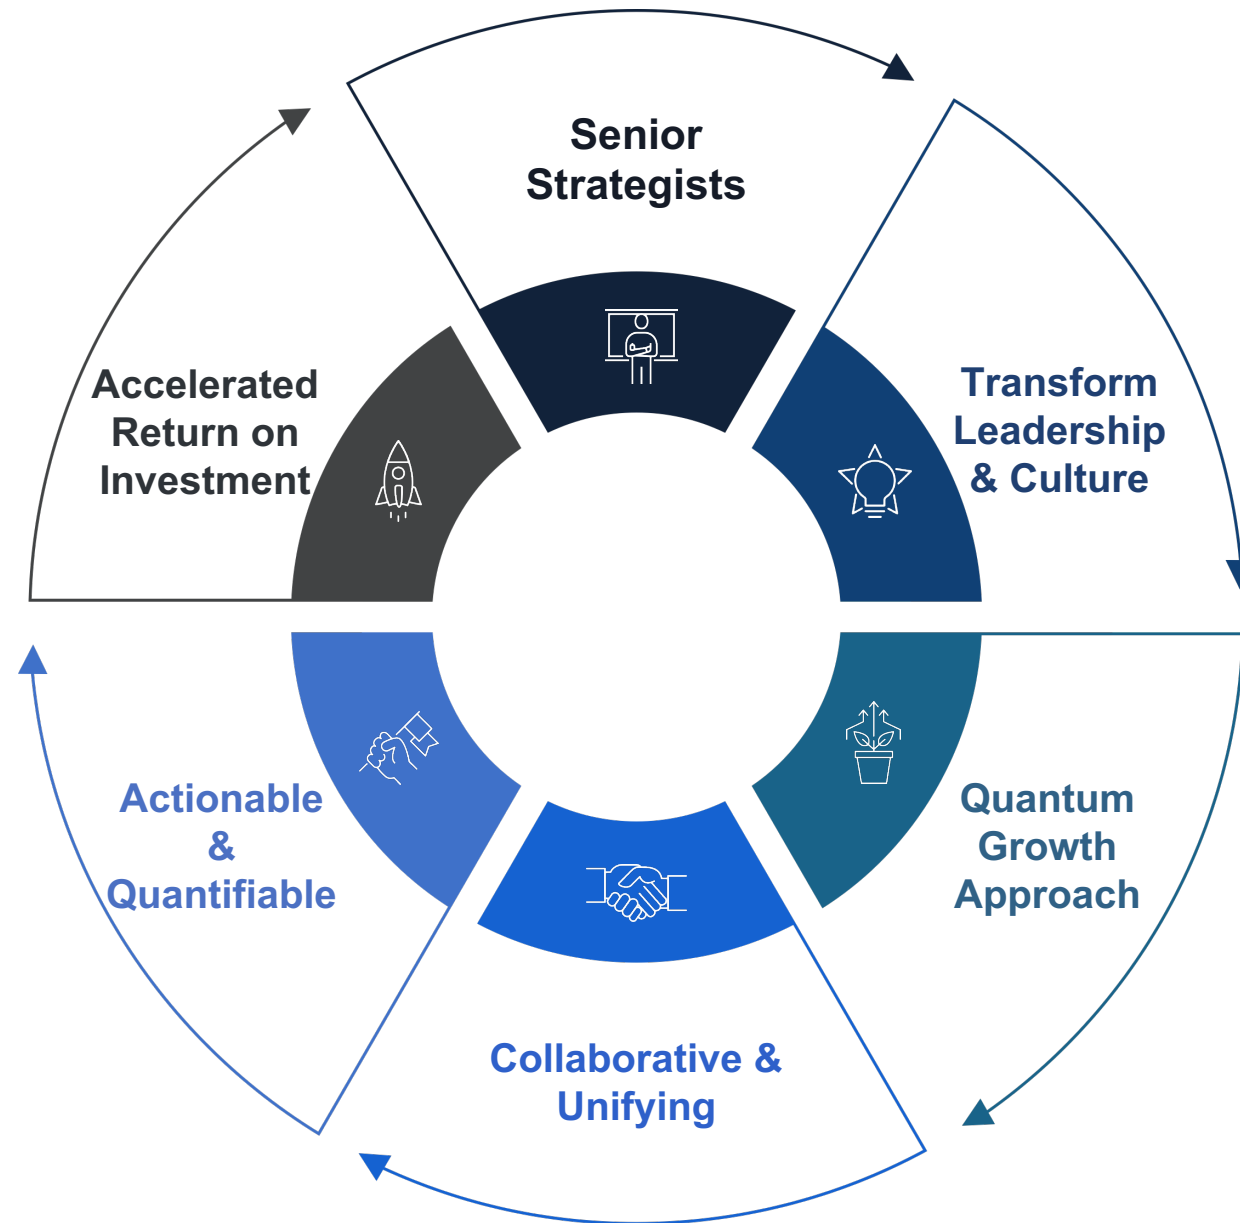 Senior
Strategists
Transform
Leadership
& Culture
Quantum
Growth
Approach
Collaborative &
Unifying
Actionable
&
Quantifiable
Accelerated
Return on
Investment